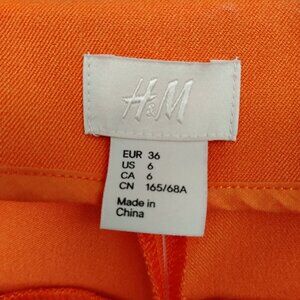 H&M
EUR 36
US 6
CA 6
CN 165/68A
Made in
China